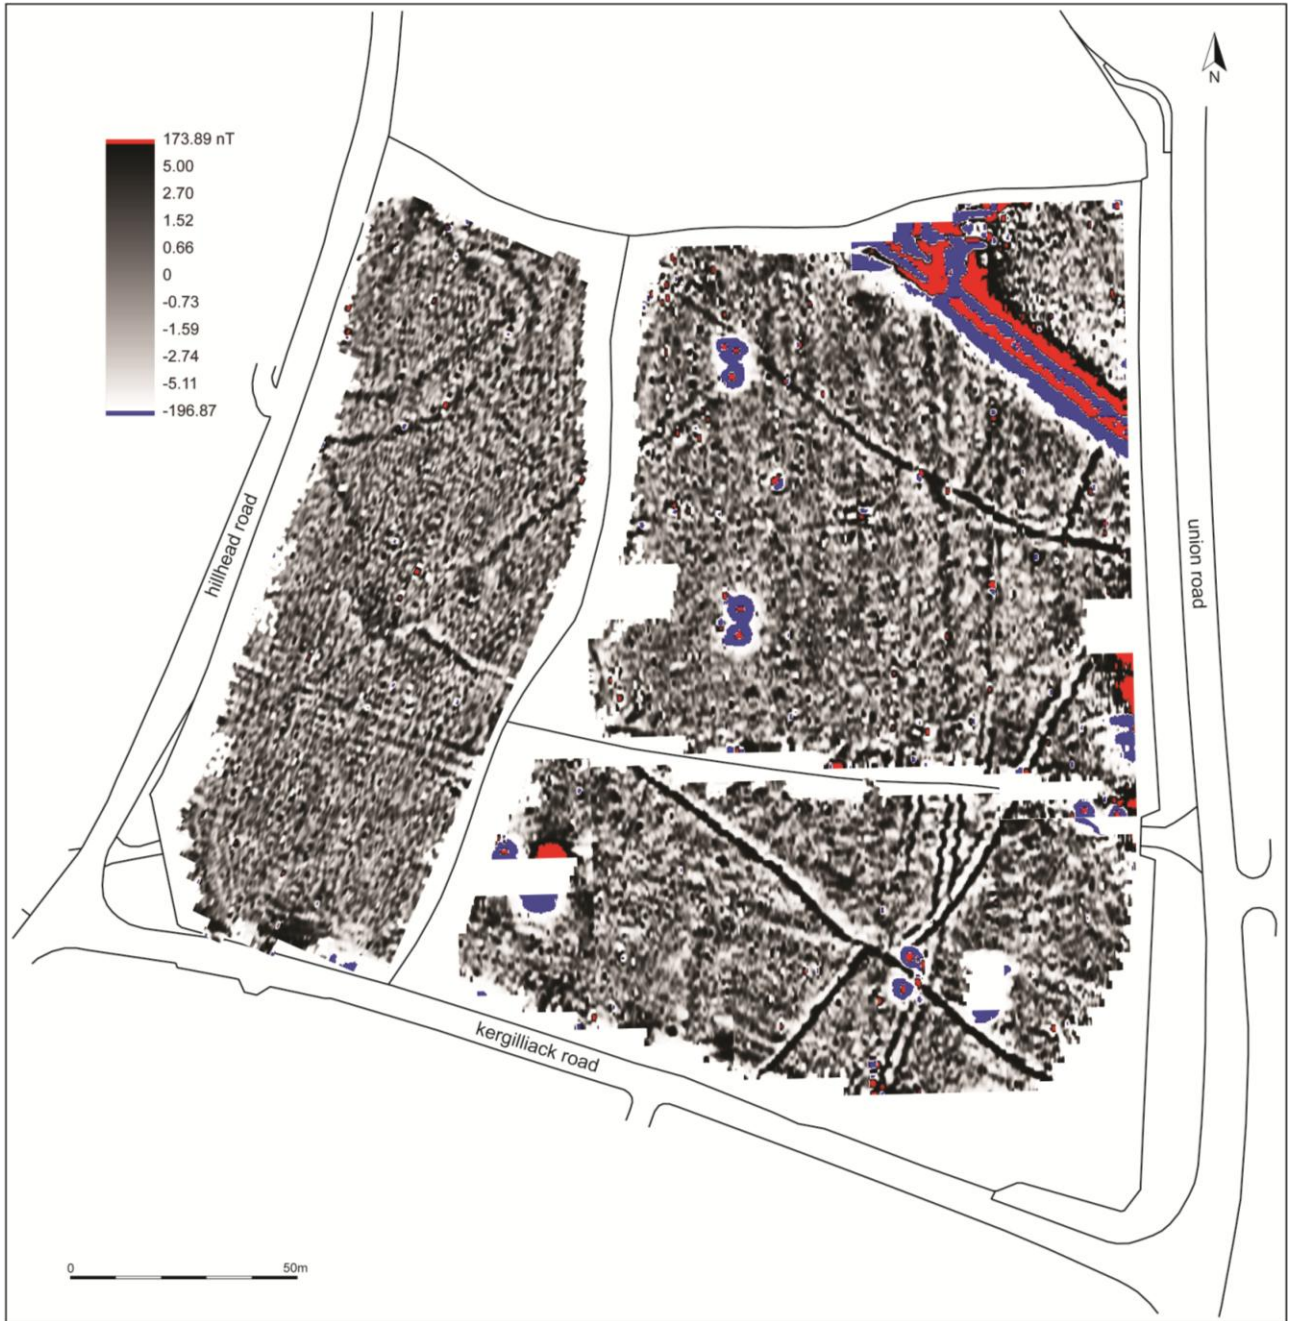 N
173.89 nT
5.00
2.70
1.52
0.66
0
-0.73
-1.59
-2.74
-5.11
-196.87
hillhead road
union road
kergilliack road
0 50m